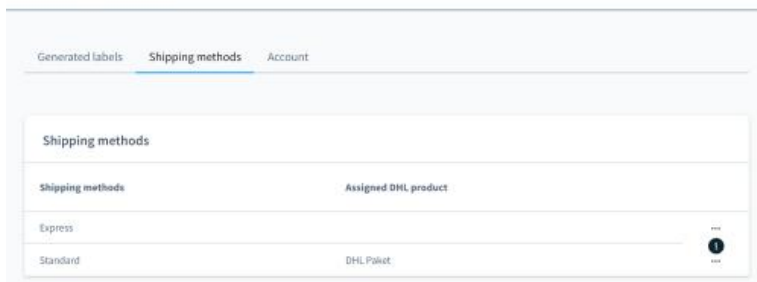 Generated labels Shipping methods Account
Shipping methods
Shipping methods Assigned DHL product
Express ...
1
Standard DHL Paket ...